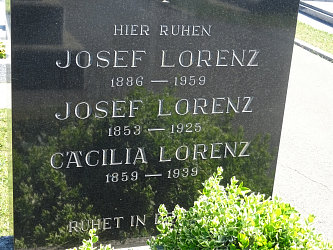 HIER RUHEN
JOSEF LORENZ
1886 — 1959
JOSEF LORENZ
1853 — 1925
CÄCILIA LORENZ
1859 — 1939
RUHET IN